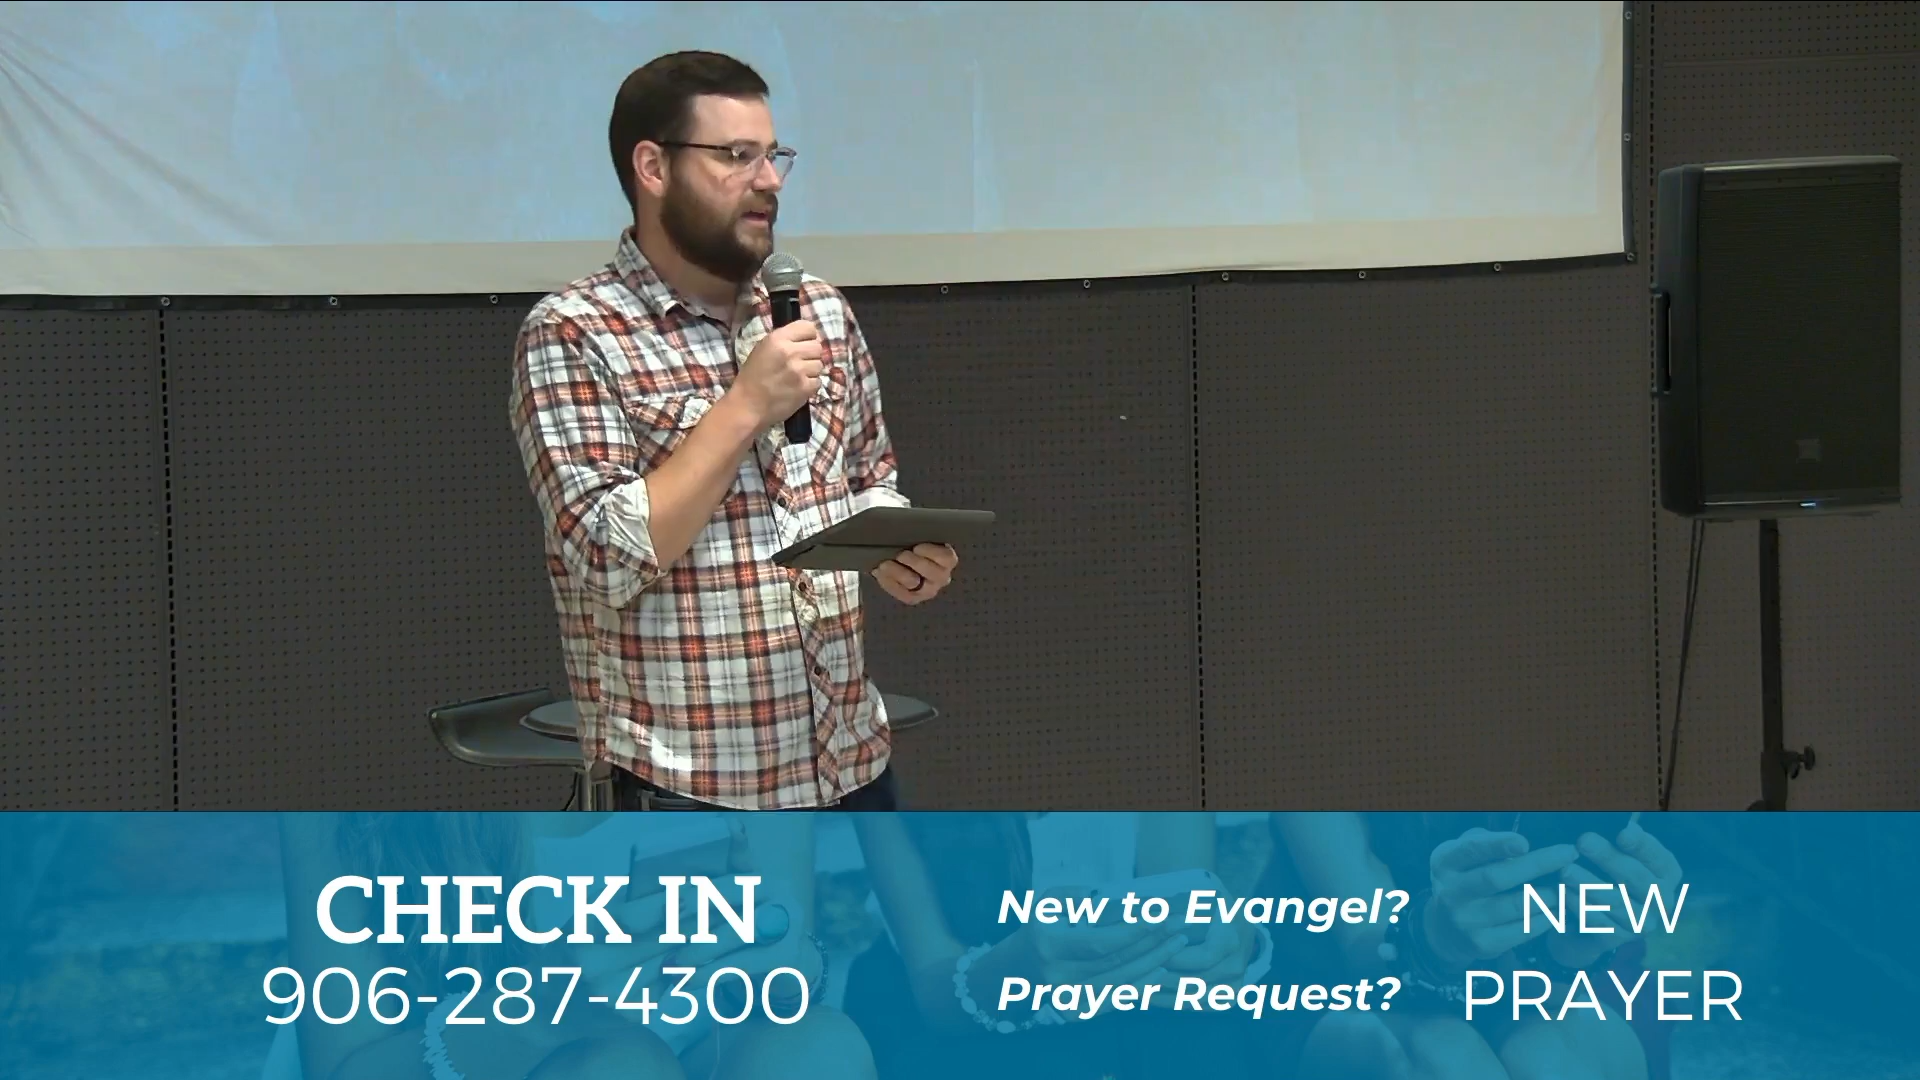 CHECK IN
906-287-4300
New to Evangel? NEW
Prayer Request? PRAYER